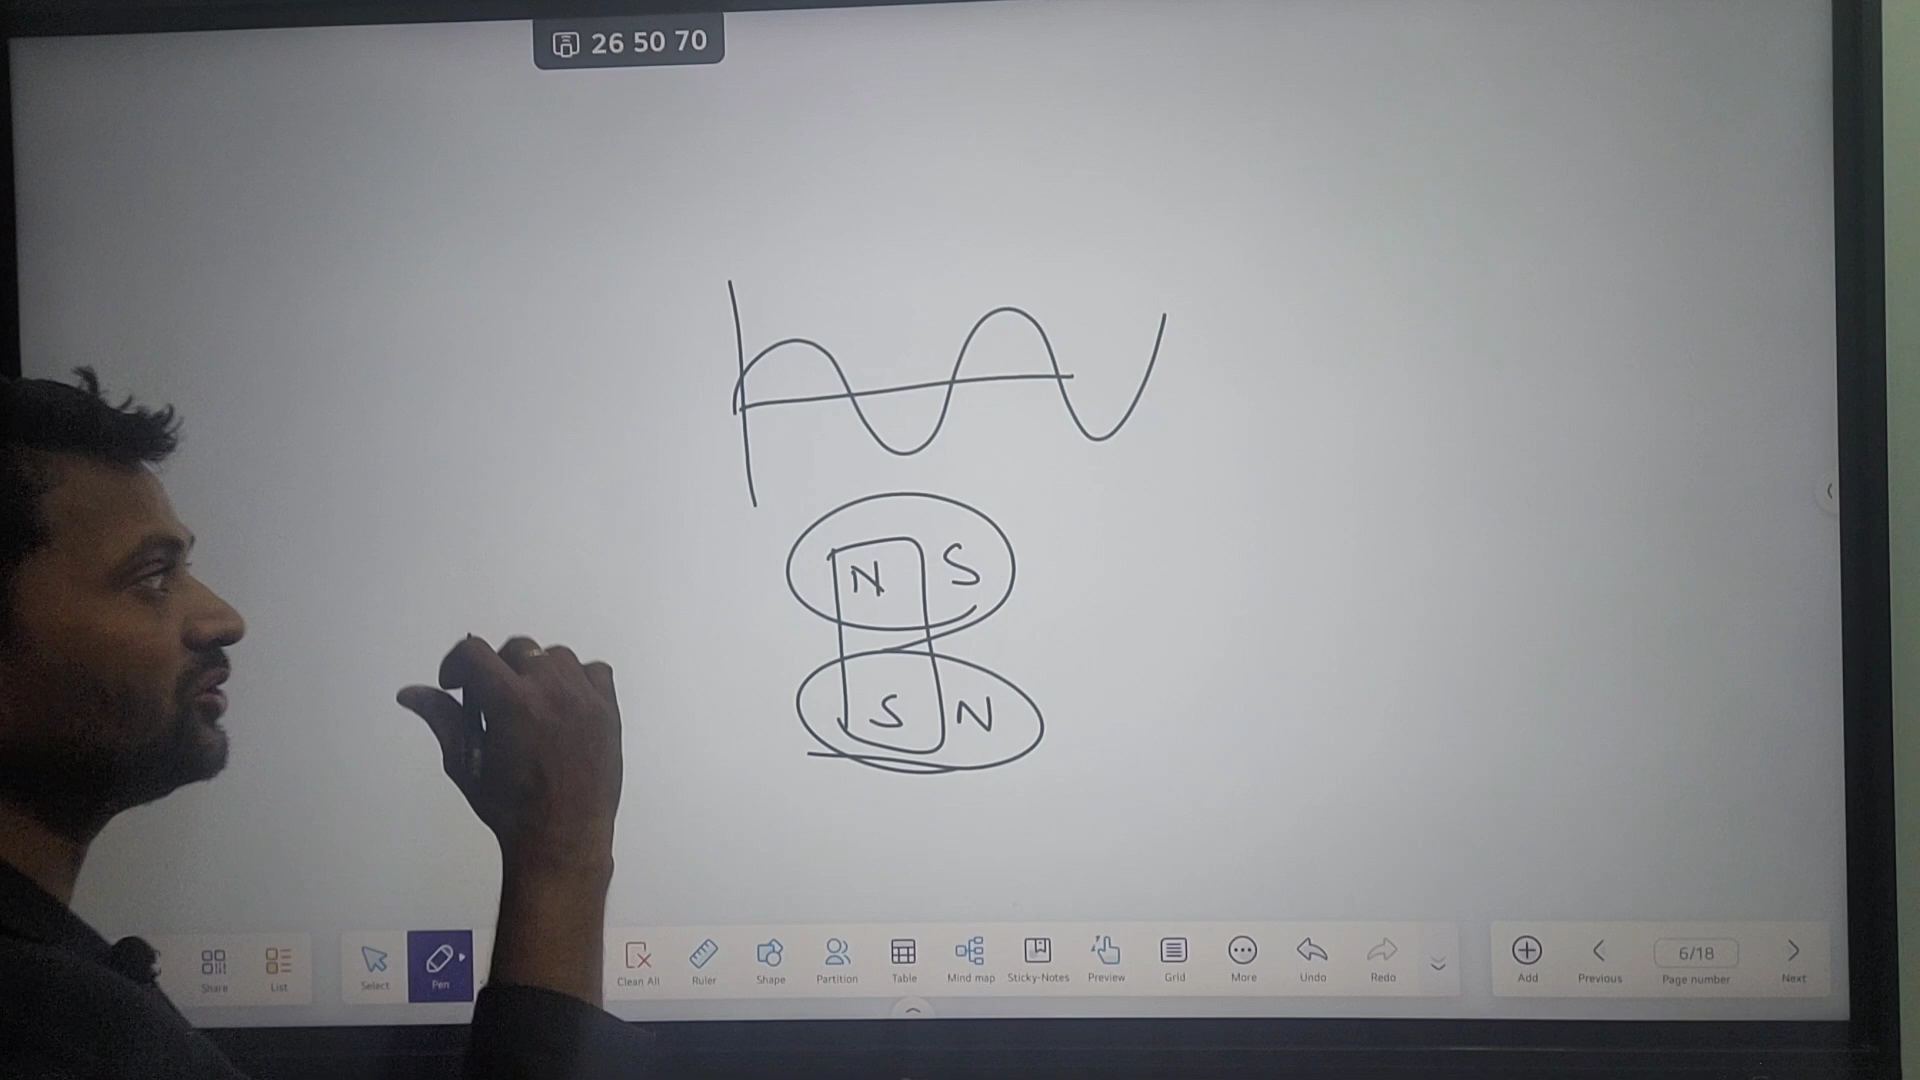 26 50 70
N S
S N
Share List Select Pen Clean All Ruler Shape Partition Table Mind map Sticky-Notes Preview Grid More Undo Redo Add Previous 6/18 Page number Next